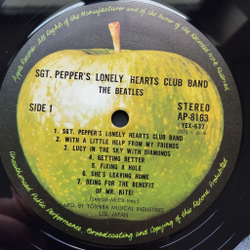 Apple Records All Rights of the Manufacturer and of the Owner of the Recorded Work Reserved
SGT. PEPPER'S LONELY HEARTS CLUB BAND
THE BEATLES
SIDE 1
STEREO
AP-8163
(YEX-637)
1. SGT. PEPPER'S LONELY HEARTS CLUB BAND
2. WITH A LITTLE HELP FROM MY FRIENDS
3. LUCY IN THE SKY WITH DIAMONDS
4. GETTING BETTER
5. FIXING A HOLE
6. SHE'S LEAVING HOME
7. BEING FOR THE BENEFIT
OF MR. KITE!
(Lennon-McCartney)
MFD. BY TOSHIBA MUSICAL INDUSTRIES
LTD. JAPAN
Unauthorised Public Performance, Broadcasting and Copying of this Record Prohibited